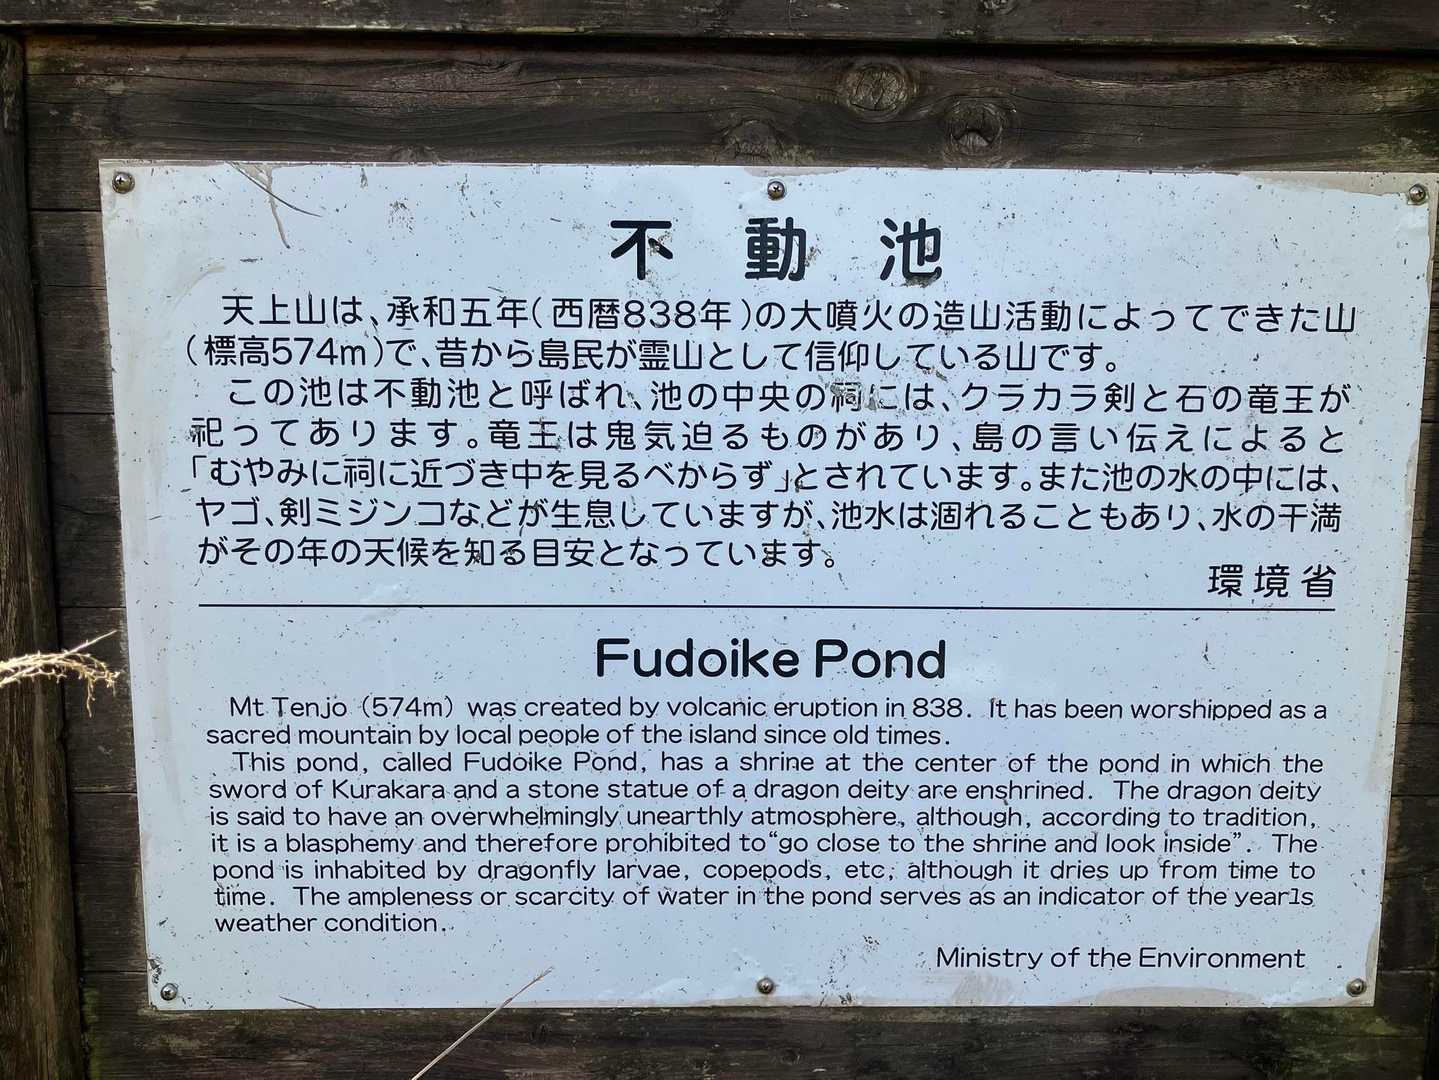 不動池
天上山は、承和五年(西暦838年)の大噴火の造山活動によってできた山
(標高574m)で、昔から島民が霊山として信仰している山です。
この池は不動池と呼ばれ、池の中央の祠には、クラカラ剣と石の竜王が
祀ってあります。竜王は鬼気迫るものがあり、島の言い伝えによると
「むやみに祠に近づき中を見るべからず」とされています。また池の水の中には、
ヤゴ、剣ミジンコなどが生息していますが、池水は涸れることもあり、水の干満
がその年の天候を知る目安となっています。
環境省
Fudoike Pond
Mt Tenjo (574m) was created by volcanic eruption in 838. It has been worshipped as a
sacred mountain by local people of the island since old times.
This pond, called Fudoike Pond, has a shrine at the center of the pond in which the
sword of Kurakara and a stone statue of a dragon deity are enshrined. The dragon deity
is said to have an overwhelmingly unearthly atmosphere, although, according to tradition,
it is a blasphemy and therefore prohibited to “go close to the shrine and look inside”. The
pond is inhabited by dragonfly larvae, copepods, etc, although it dries up from time to
time. The ampleness or scarcity of water in the pond serves as an indicator of the year1s
weather condition.
Ministry of the Environment